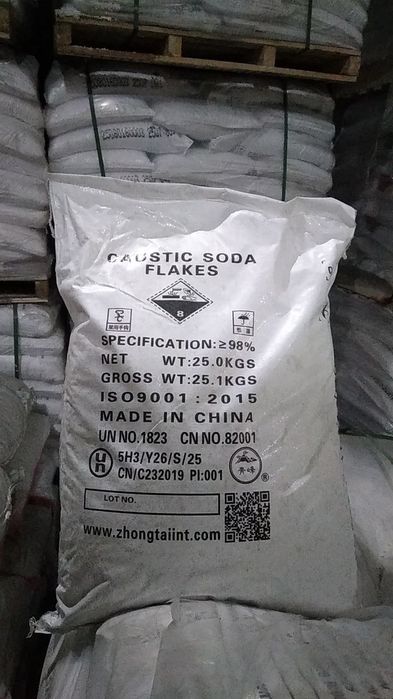 CAUSTIC SODA
FLAKES
8
SPECIFICATION:≥98%
NET WT:25.0KGS
GROSS WT:25.1KGS
ISO9001:2015
MADE IN CHINA
UN NO.1823 CN NO.82001
un 5H3/Y26/S/25
CN/C232019 PI:001
®
LOT NO.
www.zhongtaiint.com